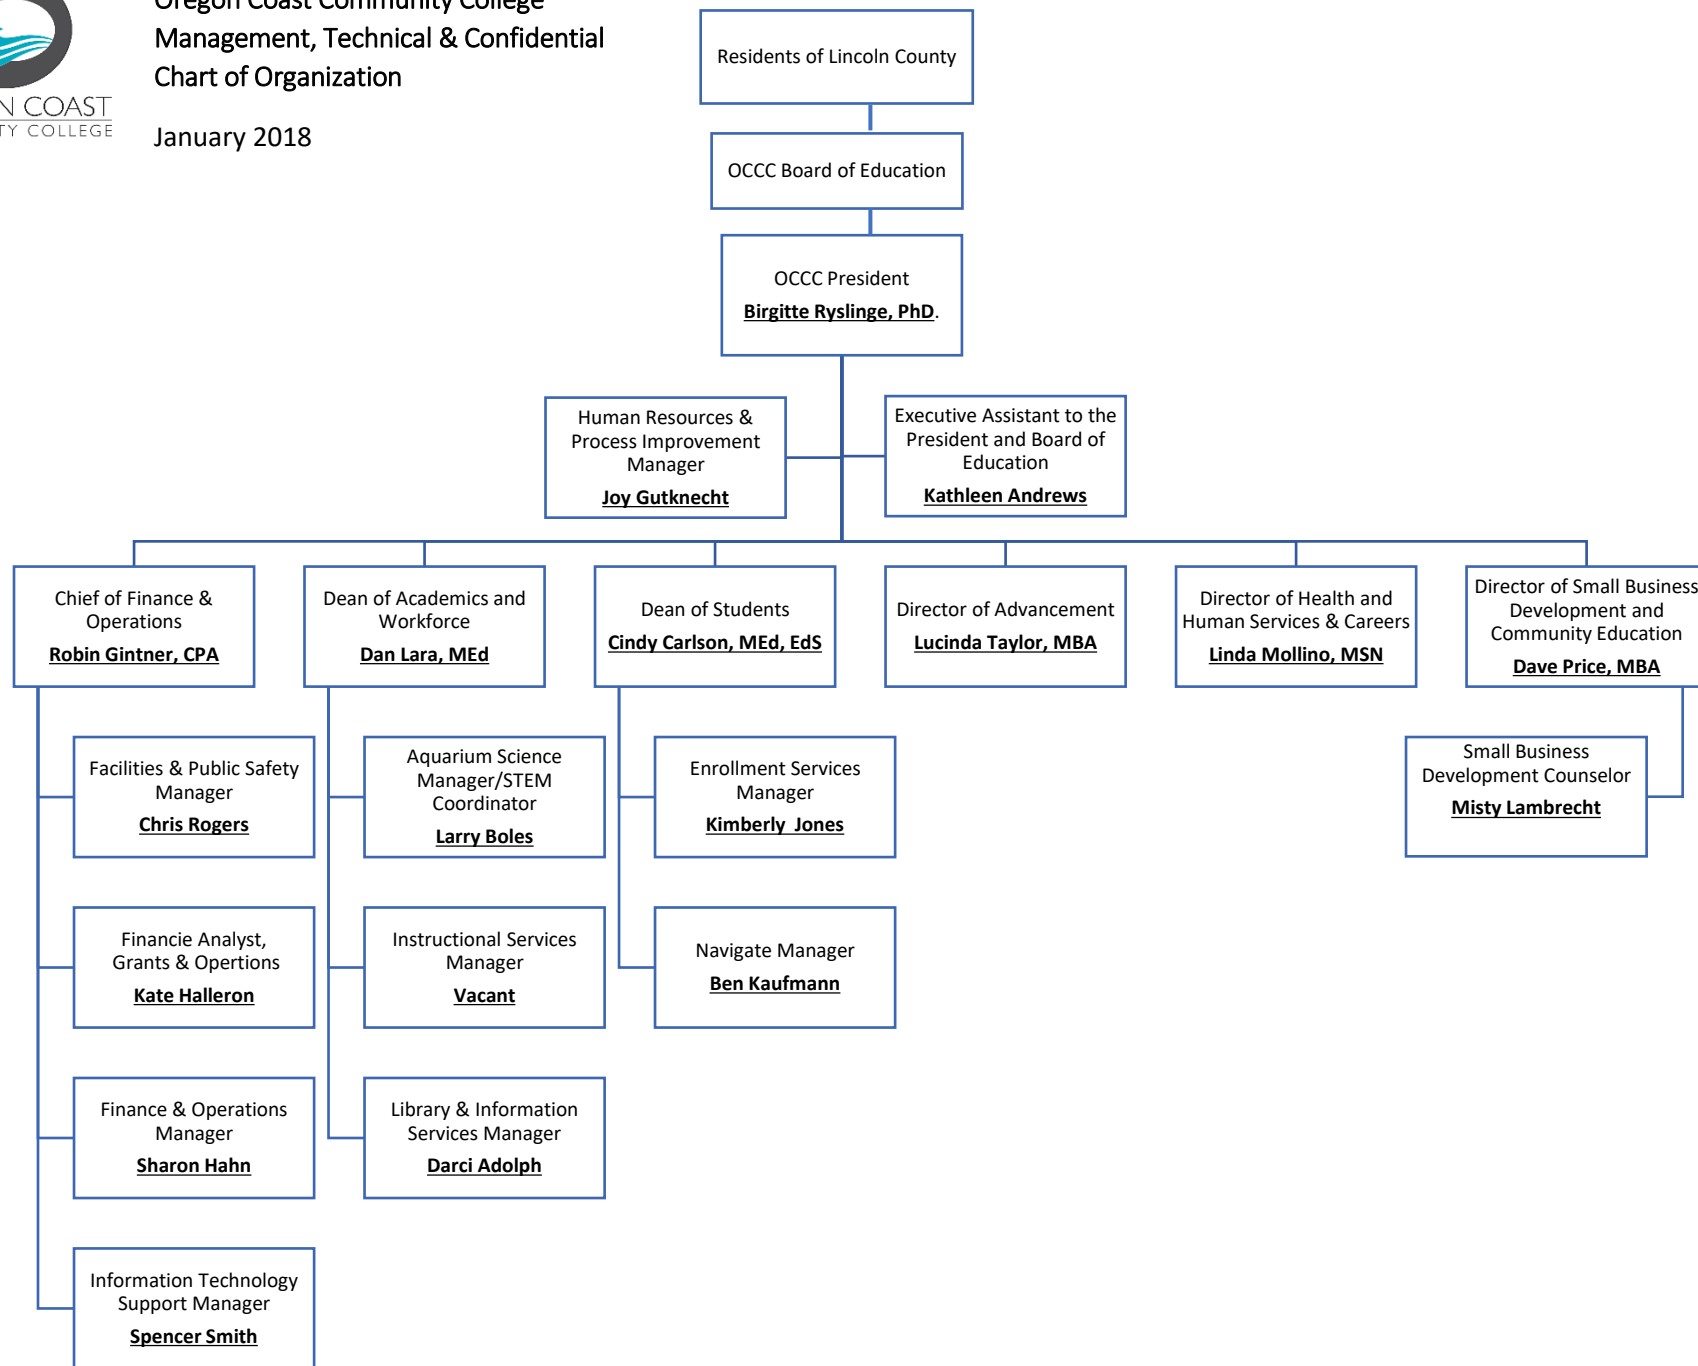 Oregon Coast Community College
Management, Technical & Confidential
Chart of Organization
January 2018
N COAST
TY COLLEGE
Residents of Lincoln County
OCCC Board of Education
OCCC President
Birgitte Ryslinge, PhD.
Human Resources &
Process Improvement
Manager
Joy Gutknecht
Executive Assistant to the
President and Board of
Education
Kathleen Andrews
Chief of Finance &
Operations
Robin Gintner, CPA
Dean of Academics and
Workforce
Dan Lara, MEd
Dean of Students
Cindy Carlson, MEd, EdS
Director of Advancement
Lucinda Taylor, MBA
Director of Health and
Human Services & Careers
Linda Mollino, MSN
Director of Small Business
Development and
Community Education
Dave Price, MBA
Facilities & Public Safety
Manager
Chris Rogers
Aquarium Science
Manager/STEM
Coordinator
Larry Boles
Enrollment Services
Manager
Kimberly Jones
Small Business
Development Counselor
Misty Lambrecht
Financie Analyst,
Grants & Opertions
Kate Halleron
Instructional Services
Manager
Vacant
Navigate Manager
Ben Kaufmann
Finance & Operations
Manager
Sharon Hahn
Library & Information
Services Manager
Darci Adolph
Information Technology
Support Manager
Spencer Smith